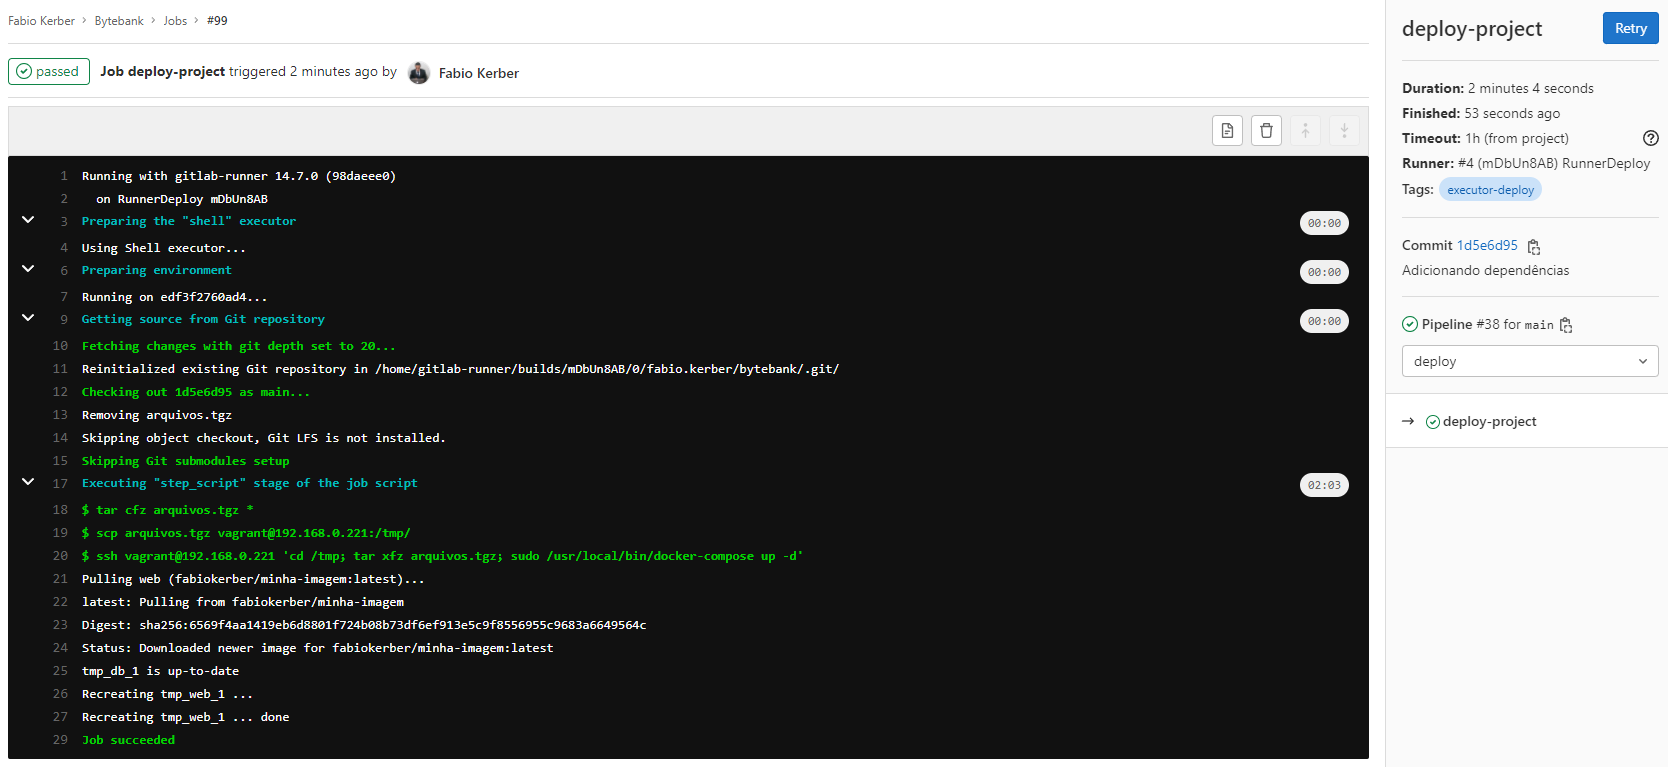 Fabio Kerber > Bytebank > Jobs > #99
passed Job deploy-project triggered 2 minutes ago by Fabio Kerber
1 Running with gitlab-runner 14.7.0 (98daeee0)
2 on RunnerDeploy mDbUn8AB
3 Preparing the "shell" executor 00:00
4 Using Shell executor...
6 Preparing environment 00:00
7 Running on edf3f2760ad4...
9 Getting source from Git repository 00:00
10 Fetching changes with git depth set to 20...
11 Reinitialized existing Git repository in /home/gitlab-runner/builds/mDbUn8AB/0/fabio.kerber/bytebank/.git/
12 Checking out 1d5e6d95 as main...
13 Removing arquivos.tgz
14 Skipping object checkout, Git LFS is not installed.
15 Skipping Git submodules setup
17 Executing "step_script" stage of the job script 02:03
18 $ tar cfz arquivos.tgz *
19 $ scp arquivos.tgz vagrant@192.168.0.221:/tmp/
20 $ ssh vagrant@192.168.0.221 'cd /tmp; tar xfz arquivos.tgz; sudo /usr/local/bin/docker-compose up -d'
21 Pulling web (fabiokerber/minha-imagem:latest)...
22 latest: Pulling from fabiokerber/minha-imagem
23 Digest: sha256:6569f4aa1419eb6d8801f724b08b73df6ef913e5c9f8556955c9683a6649564c
24 Status: Downloaded newer image for fabiokerber/minha-imagem:latest
25 tmp_db_1 is up-to-date
26 Recreating tmp_web_1 ...
27 Recreating tmp_web_1 ... done
29 Job succeeded
deploy-project Retry
Duration: 2 minutes 4 seconds
Finished: 53 seconds ago
Timeout: 1h (from project)
Runner: #4 (mDbUn8AB) RunnerDeploy
Tags: executor-deploy
Commit 1d5e6d95
Adicionando dependências
Pipeline #38 for main
deploy
→ deploy-project